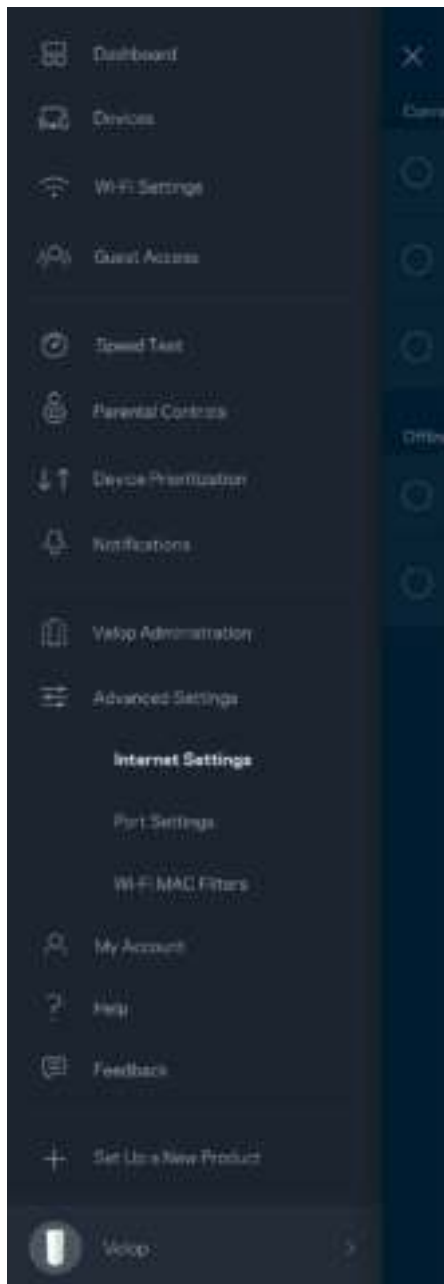 Dashboard
Devices
Wi-Fi Settings
Guest Access
Speed Test
Parental Controls
Device Prioritization
Notifications
Velop Administration
Advanced Settings
Internet Settings
Port Settings
Wi-Fi MAC Filters
My Account
Help
Feedback
Set Up a New Product
Velop
Offlin